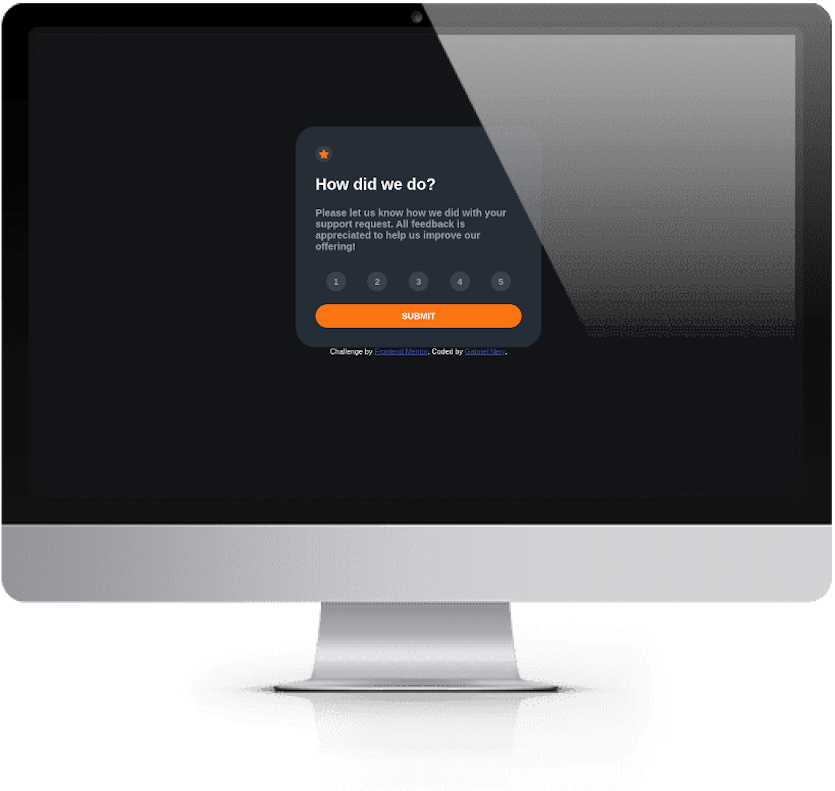 How did we do?
Please let us know how we did with your
support request. All feedback is
appreciated to help us improve our
offering!
1 2 3 4 5
SUBMIT
Challenge by Frontend Mentor. Coded by Gabriel Nery.